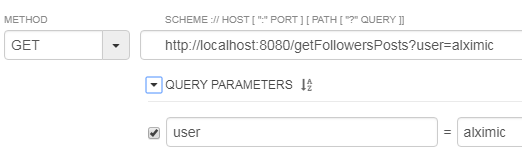 METHOD SCHEME :// HOST [ ":" PORT ] [ PATH [ "?" QUERY ]]
GET http://localhost:8080/getFollowersPosts?user=alximic
QUERY PARAMETERS
user = alximic